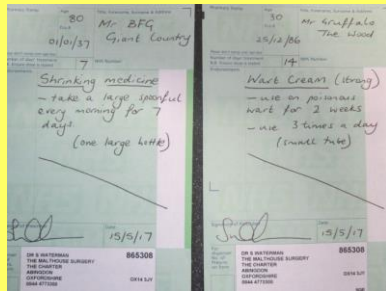 Age
80
Mr BFG
Giant Country
01/01/37
7
Shrinking medicine
- take a large spoonful
every morning for 7
days
(one large bottle)
15/5/17
DR S WATERMAN
865308
THE MALTHOUSE SURGERY
THE CHARTER
ABINGDON
OXFORDSHIRE
OX14 3JY
0844 4773300
Age
30
Mr Gruffalo
The Wood
25/12/86
14
Wart Cream (strong)
- use on poisonous
wart for 2 weeks
- use 3 times a day
(small tube)
15/5/17
DR S WATERMAN
865308
THE MALTHOUSE SURGERY
THE CHARTER
ABINGDON
OXFORDSHIRE
OX14 3JY